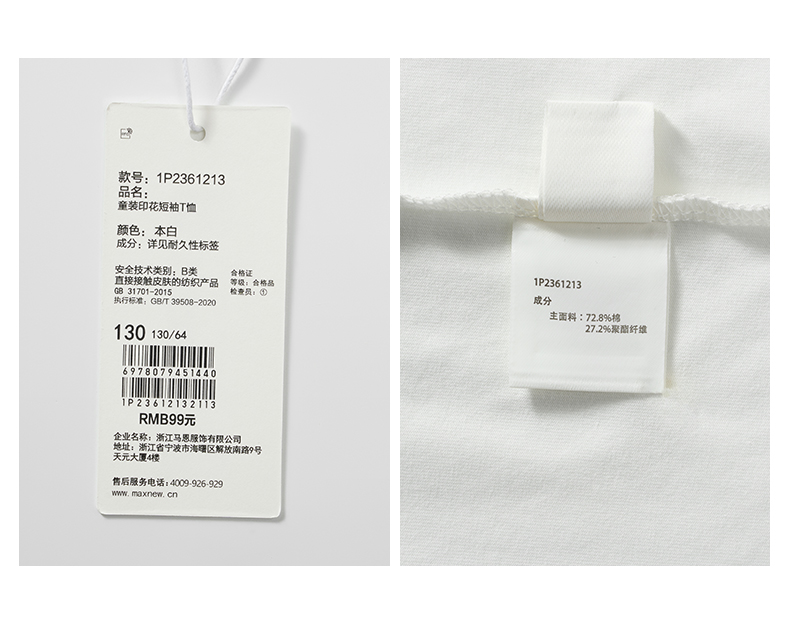 款号：1P2361213
品名：
童装印花短袖T恤
颜色：本白
成分：详见耐久性标签
安全技术类别：B类
直接接触皮肤的纺织产品
GB 31701-2015
执行标准：GB/T 39508-2020
合格证
等级：合格品
检查员：①
130 130/64
6978079451440
1P23612132113
RMB99元
企业名称：浙江马恩服饰有限公司
地址：浙江省宁波市海曙区解放南路9号
天元大厦4楼
售后服务电话：4009-926-929
www.maxnew.cn
1P2361213
成分
主面料：72.8%棉
27.2%聚酯纤维